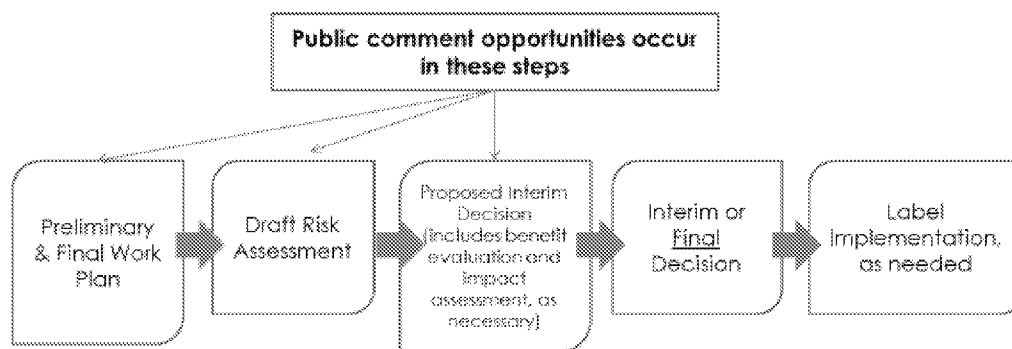 Public comment opportunities occur
in these steps
Preliminary
& Final Work
Plan
Draft Risk
Assessment
Proposed Interim
Decision
(includes benefit
evaluation and
impact
assessment, as
necessary)
Interim or
Final
Decision
Label
Implementation,
as needed